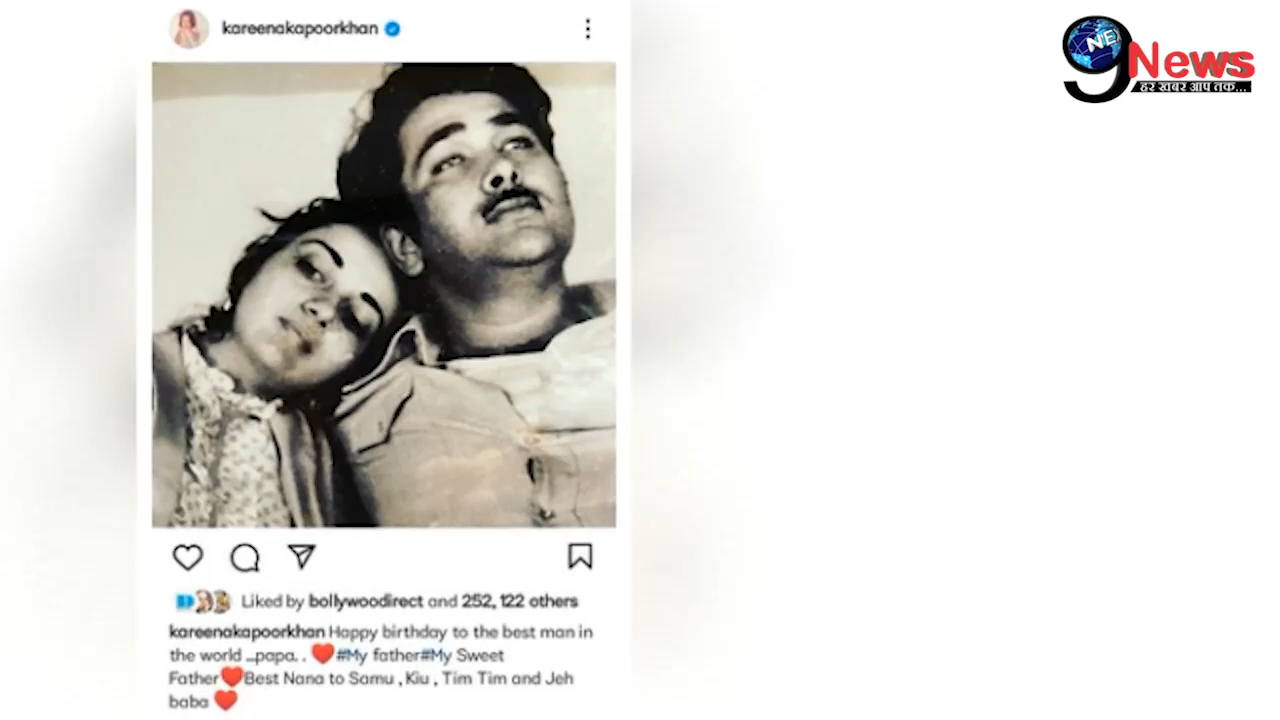 kareenakapoorkhan
NE
9News
हर खबर आप तक...
Liked by bollywoodirect and 252,122 others
kareenakapoorkhan Happy birthday to the best man in
the world ...papa. . ❤️#My father#My Sweet
Father❤️Best Nana to Samu , Kiu , Tim Tim and Jeh
baba ❤️